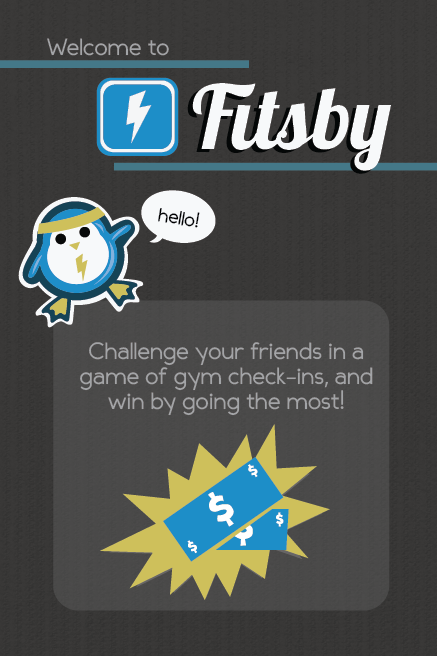 Welcome to
Fitsby
hello!
Challenge your friends in a
game of gym check-ins, and
win by going the most!
$
$
$
$
$